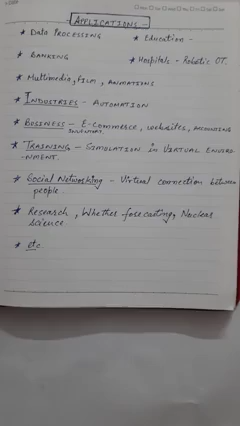 - APPLICATIONS -
* Data PROCESSING
* Education -
* BANKING
* Hospitals - Robotic OT.
* Multimedia, film, ANIMATIONS
* INDUSTRIES - AUTOMATION
* BUSINESS - E-commerce, websites, ACCOUNTING
* TRAINING - SIMULATION in VIRTUAL ENVIRO-
-NMENT.
* Social Networking - Virtual connection between
people
* Research, Whether forecasting, Nuclear
Science
* etc